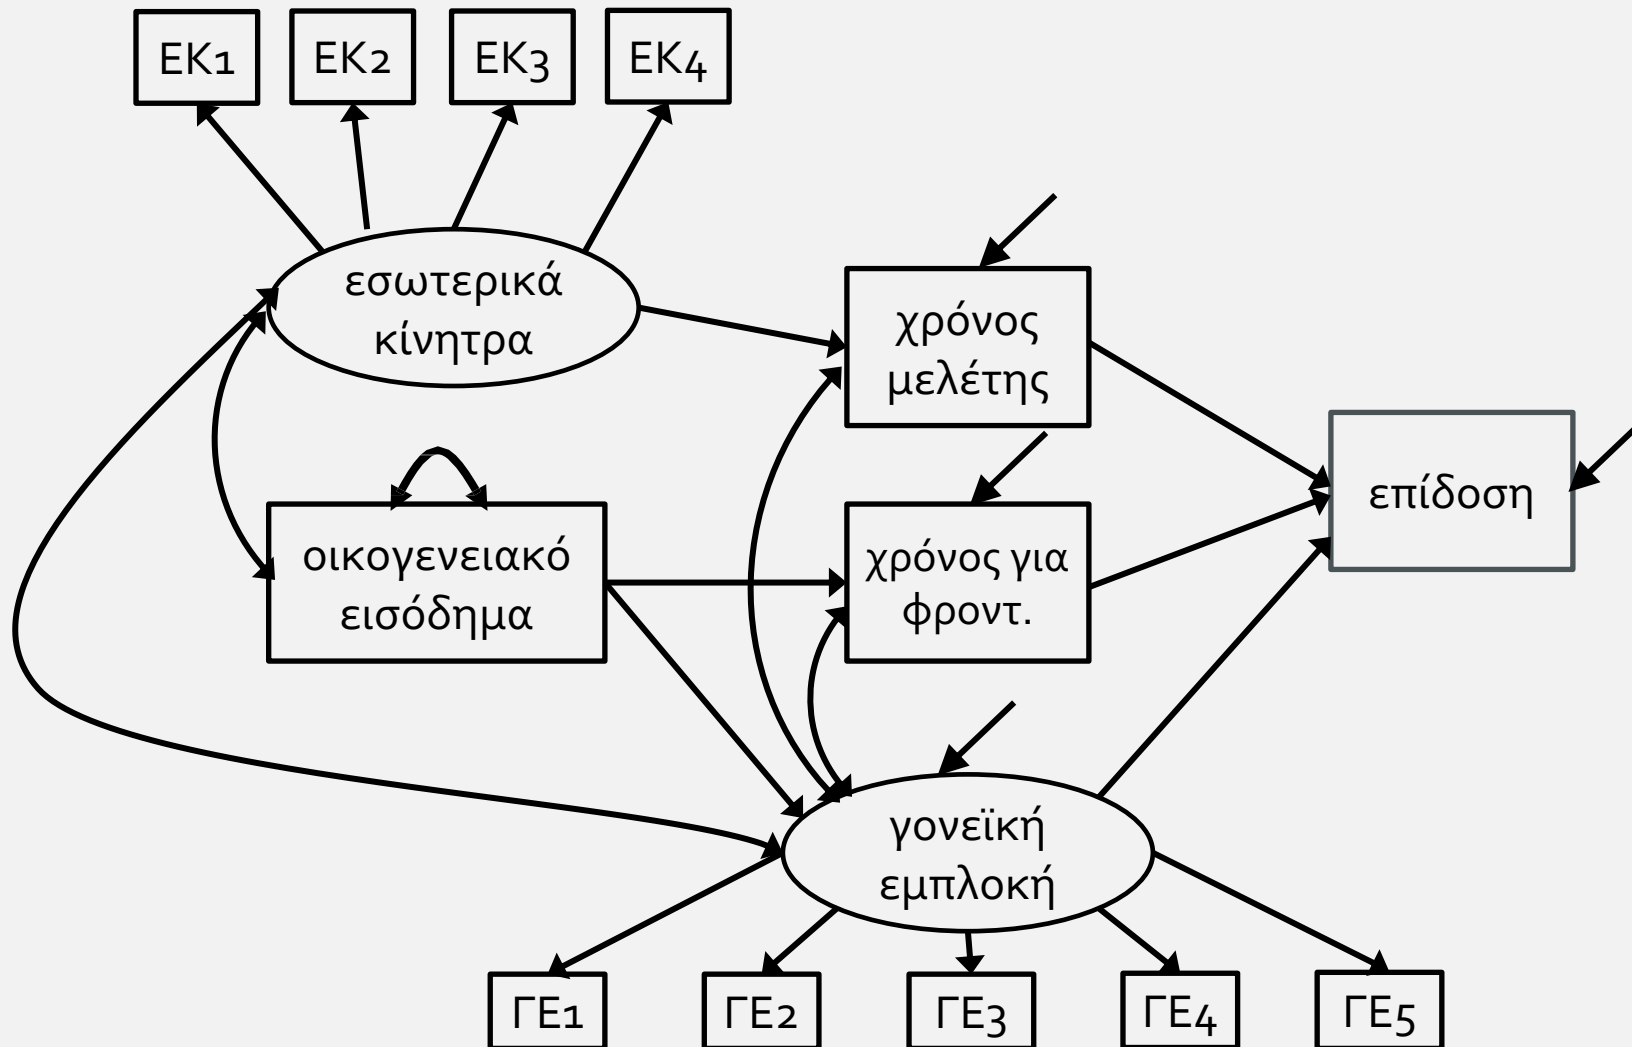 ΕΚ1
ΕΚ2
ΕΚ3
ΕΚ4
εσωτερικά
κίνητρα
χρόνος
μελέτης
επίδοση
οικογενειακό
εισόδημα
χρόνος για
φροντ.
γονεϊκή
εμπλοκή
ΓΕ1
ΓΕ2
ΓΕ3
ΓΕ4
ΓΕ5